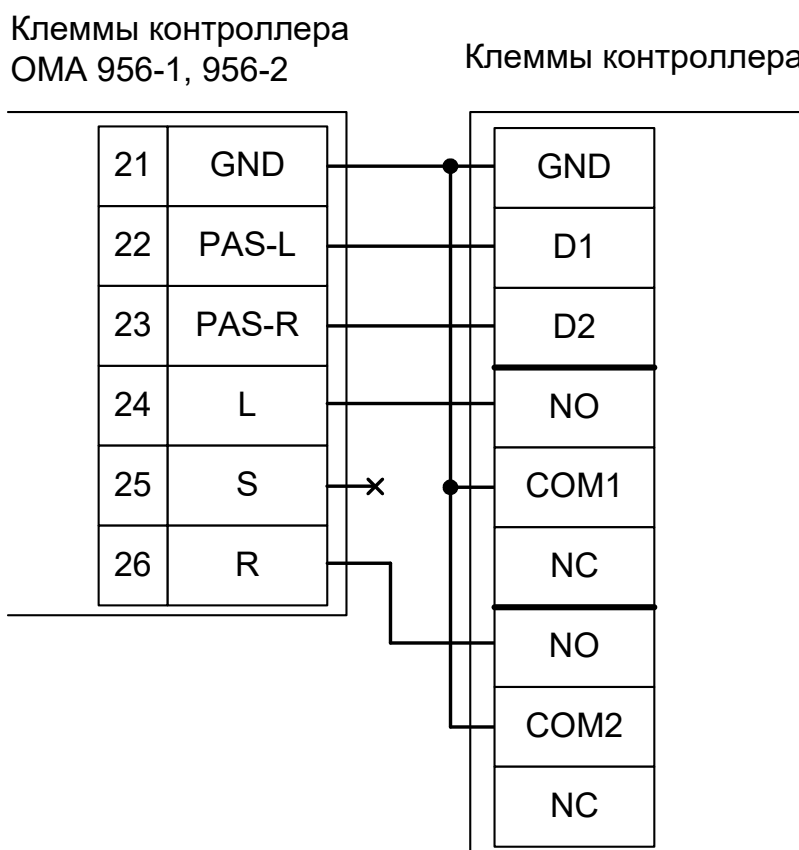 Клеммы контроллера
ОМА 956-1, 956-2
Клеммы контроллера
21 GND
22 PAS-L
23 PAS-R
24 L
25 S
26 R
GND
D1
D2
NO
COM1
NC
NO
COM2
NC